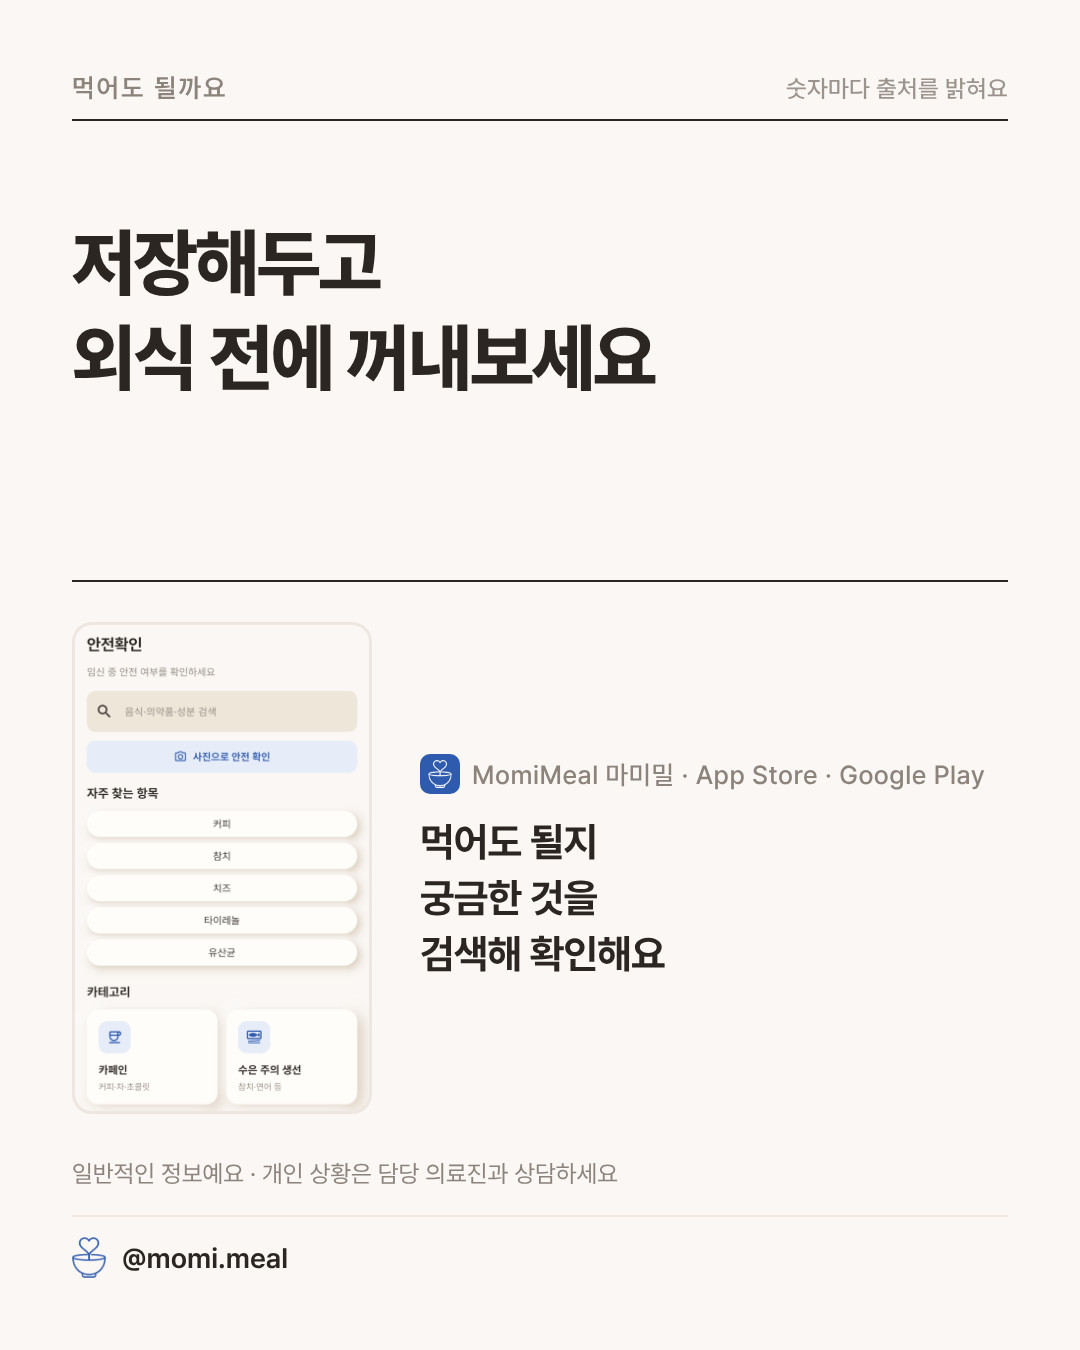 먹어도 될까요
숫자마다 출처를 밝혀요
저장해두고
외식 전에 꺼내보세요
안전확인
임신 중 안전 여부를 확인하세요
음식·의약품·성분 검색
사진으로 안전 확인
자주 찾는 항목
커피
참치
치즈
타이레놀
유산균
카테고리
카페인
커피·차·초콜릿
수은 주의 생선
참치·연어 등
MomiMeal 마미밀 · App Store · Google Play
먹어도 될지
궁금한 것을
검색해 확인해요
일반적인 정보예요 · 개인 상황은 담당 의료진과 상담하세요
@momi.meal